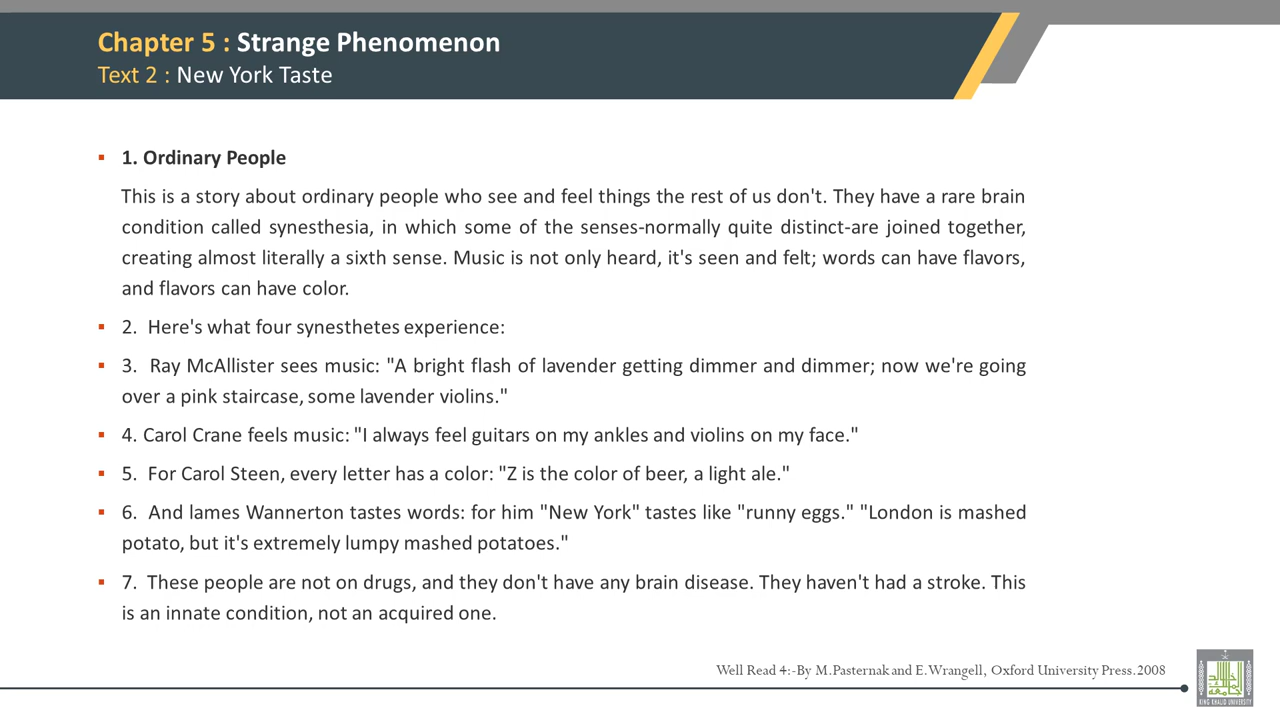 Chapter 5 : Strange Phenomenon
Text 2 : New York Taste
1. Ordinary People
This is a story about ordinary people who see and feel things the rest of us don't. They have a rare brain
condition called synesthesia, in which some of the senses-normally quite distinct-are joined together,
creating almost literally a sixth sense. Music is not only heard, it's seen and felt; words can have flavors,
and flavors can have color.
2. Here's what four synesthetes experience:
3. Ray McAllister sees music: "A bright flash of lavender getting dimmer and dimmer; now we're going
over a pink staircase, some lavender violins."
4. Carol Crane feels music: "I always feel guitars on my ankles and violins on my face."
5. For Carol Steen, every letter has a color: "Z is the color of beer, a light ale."
6. And lames Wannerton tastes words: for him "New York" tastes like "runny eggs." "London is mashed
potato, but it's extremely lumpy mashed potatoes."
7. These people are not on drugs, and they don't have any brain disease. They haven't had a stroke. This
is an innate condition, not an acquired one.
Well Read 4:-By M.Pasternak and E.Wrangell, Oxford University Press.2008
KING KHALID UNIVERSITY